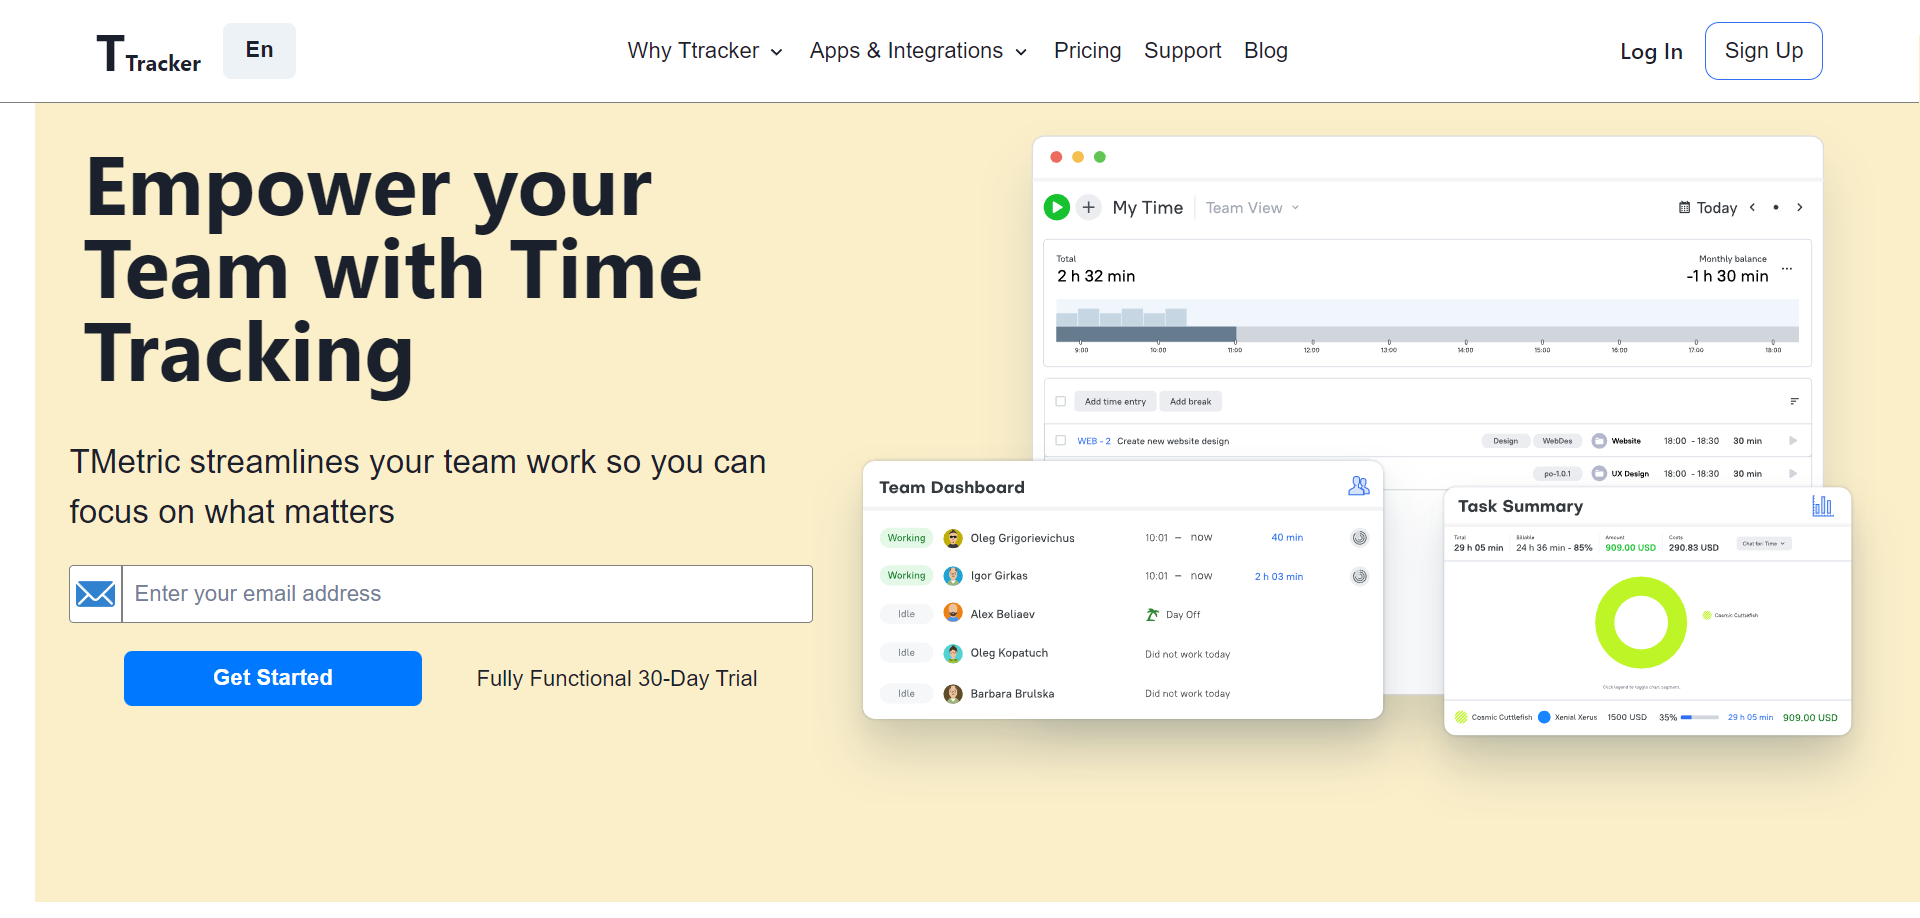 T Tracker
En
Why Ttracker
Apps & Integrations
Pricing
Support
Blog
Log In
Sign Up
Empower your
Team with Time
Tracking
TMetric streamlines your team work so you can
focus on what matters
Enter your email address
Get Started
Fully Functional 30-Day Trial
My Time
Team View
Today
Total
2 h 32 min
Monthly balance
-1 h 30 min
9:00 10:00 11:00 12:00 13:00 14:00 15:00 16:00 17:00 18:00
Add time entry Add break
WEB - 2 Create new website design Design WebDes Website 18:00 - 18:30 30 min
po-1.0.1 UX Design 18:00 - 18:30 30 min
Team Dashboard
Working Oleg Grigorievichus 10:01 – now 40 min
Working Igor Girkas 10:01 – now 2 h 03 min
Idle Alex Beliaev Day Off
Idle Oleg Kopatuch Did not work today
Idle Barbara Brulska Did not work today
Task Summary
Total Billable Amount Costs
29 h 05 min 24 h 36 min - 85% 909.00 USD 290.83 USD
Chat for: Time
Cosmic Cuttlefish
Click legend to toggle chart segment.
Cosmic Cuttlefish Xenial Xerus 1500 USD 35% 29 h 05 min 909.00 USD